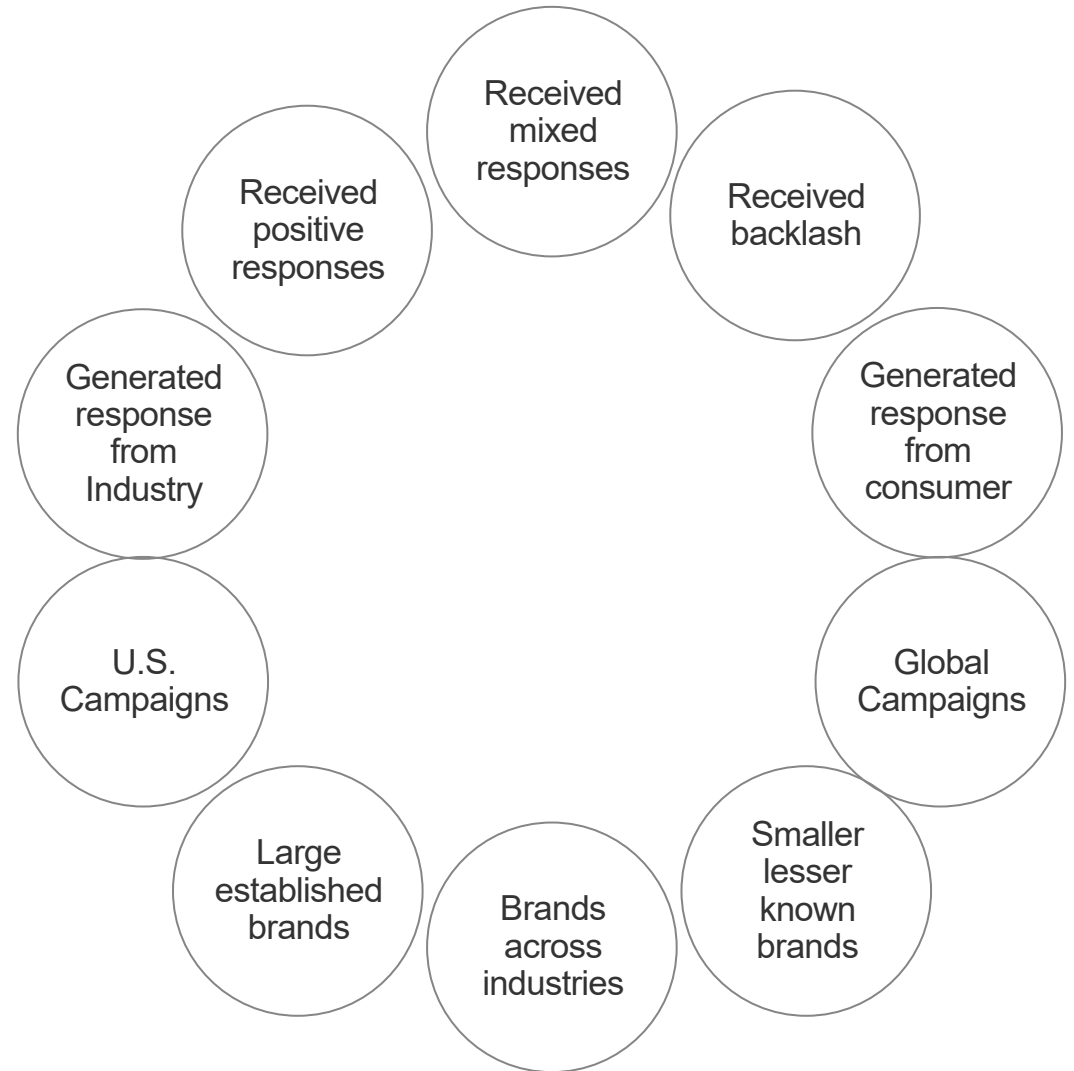 Received
mixed
responses
Received
backlash
Generated
response
from
consumer
Global
Campaigns
Smaller
lesser
known
brands
Brands
across
industries
Large
established
brands
U.S.
Campaigns
Generated
response
from
Industry
Received
positive
responses